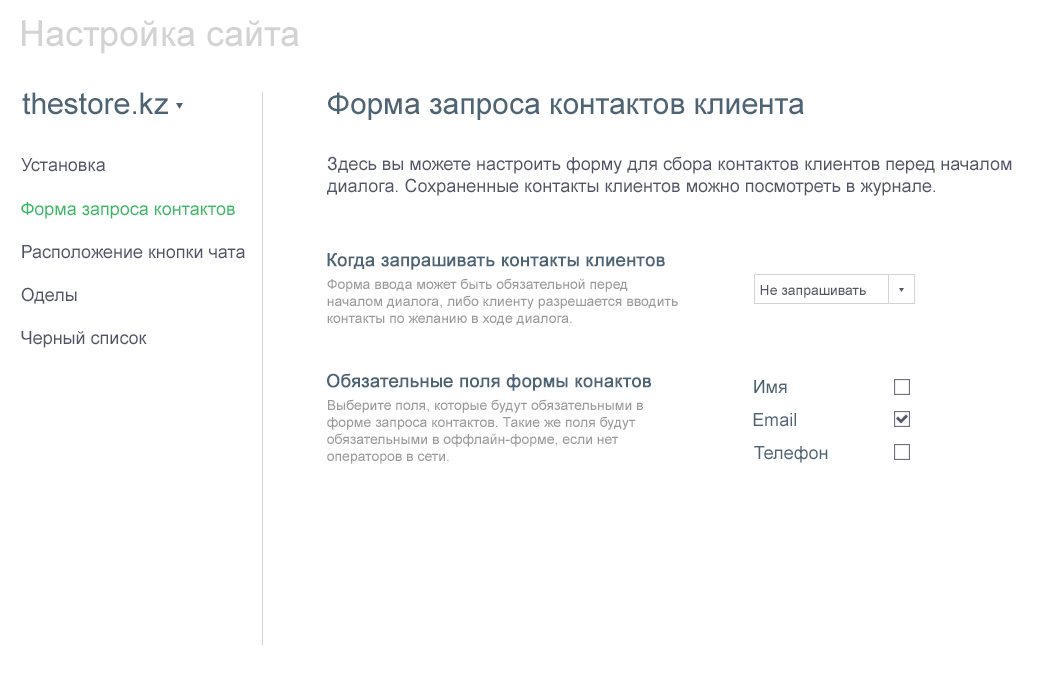 Настройка сайта
thestore.kz
Установка
Форма запроса контактов
Расположение кнопки чата
Оделы
Черный список
Форма запроса контактов клиента
Здесь вы можете настроить форму для сбора контактов клиентов перед началом
диалога. Сохраненные контакты клиентов можно посмотреть в журнале.
Когда запрашивать контакты клиентов
Форма ввода может быть обязательной перед
началом диалога, либо клиенту разрешается вводить
контакты по желанию в ходе диалога.
Не запрашивать
Обязательные поля формы конактов
Выберите поля, которые будут обязательными в
форме запроса контактов. Такие же поля будут
обязательными в оффлайн-форме, если нет
операторов в сети.
Имя
Email
Телефон